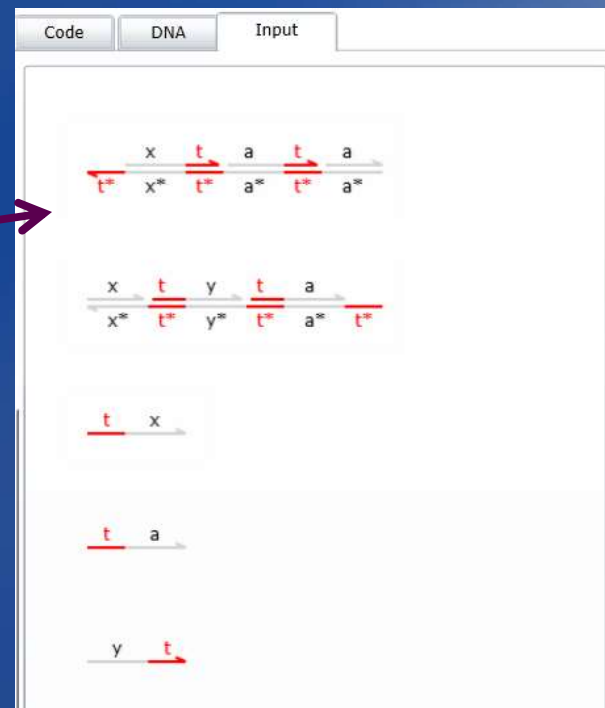 Code DNA Input
x t a t a
t* x* t* a* t* a*
x t y t a
x* t* y* t* a* t*
t x
t a
y t